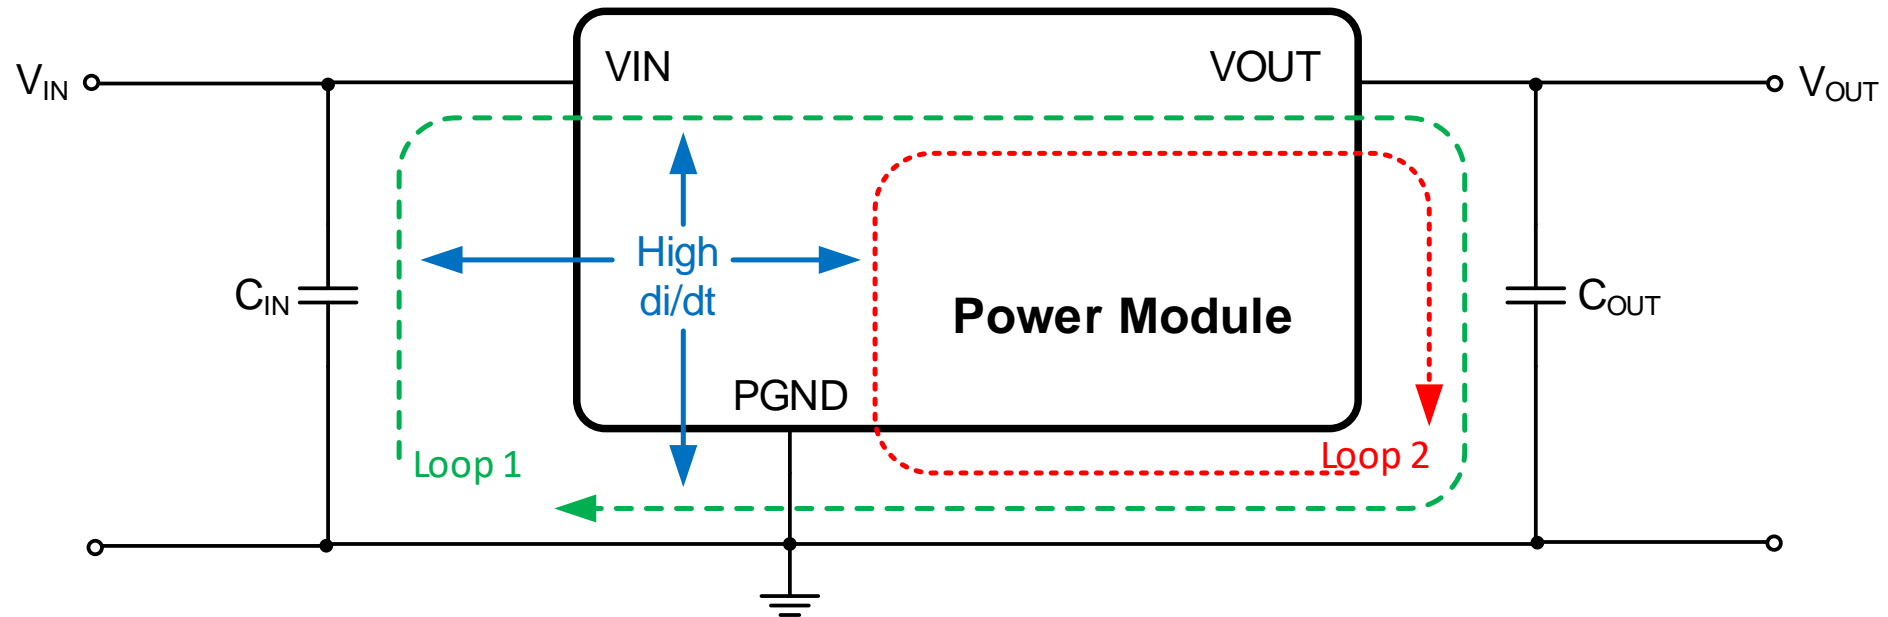 VIN
VOUT
VIN
VOUT
High
di/dt
CIN
COUT
Power Module
PGND
Loop 1
Loop 2